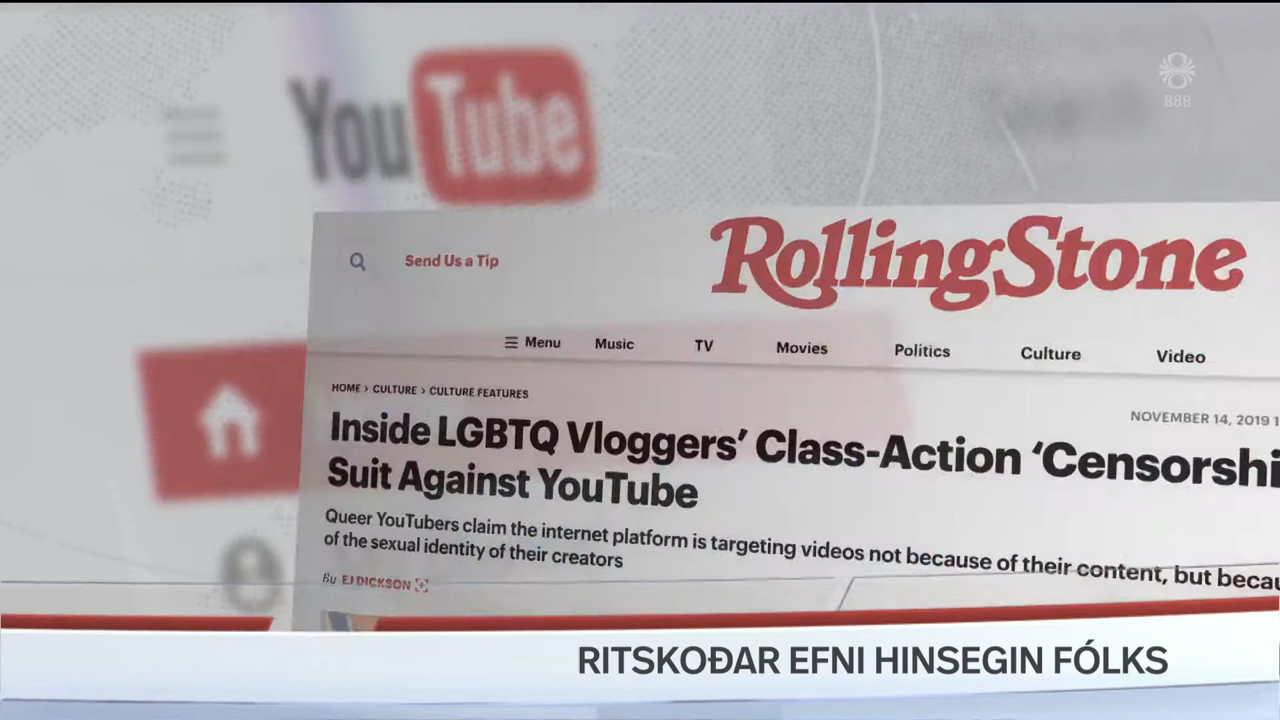 YouTube
888
Send Us a Tip
RollingStone
Menu
Music
TV
Movies
Politics
Culture
Video
HOME > CULTURE > CULTURE FEATURES
NOVEMBER 14, 2019 1
Inside LGBTQ Vloggers’ Class-Action ‘Censorshi
Suit Against YouTube
Queer YouTubers claim the internet platform is targeting videos not because of their content, but becau
of the sexual identity of their creators
By EJ DICKSON
RITSKOÐAR EFNI HINSEGIN FÓLKS